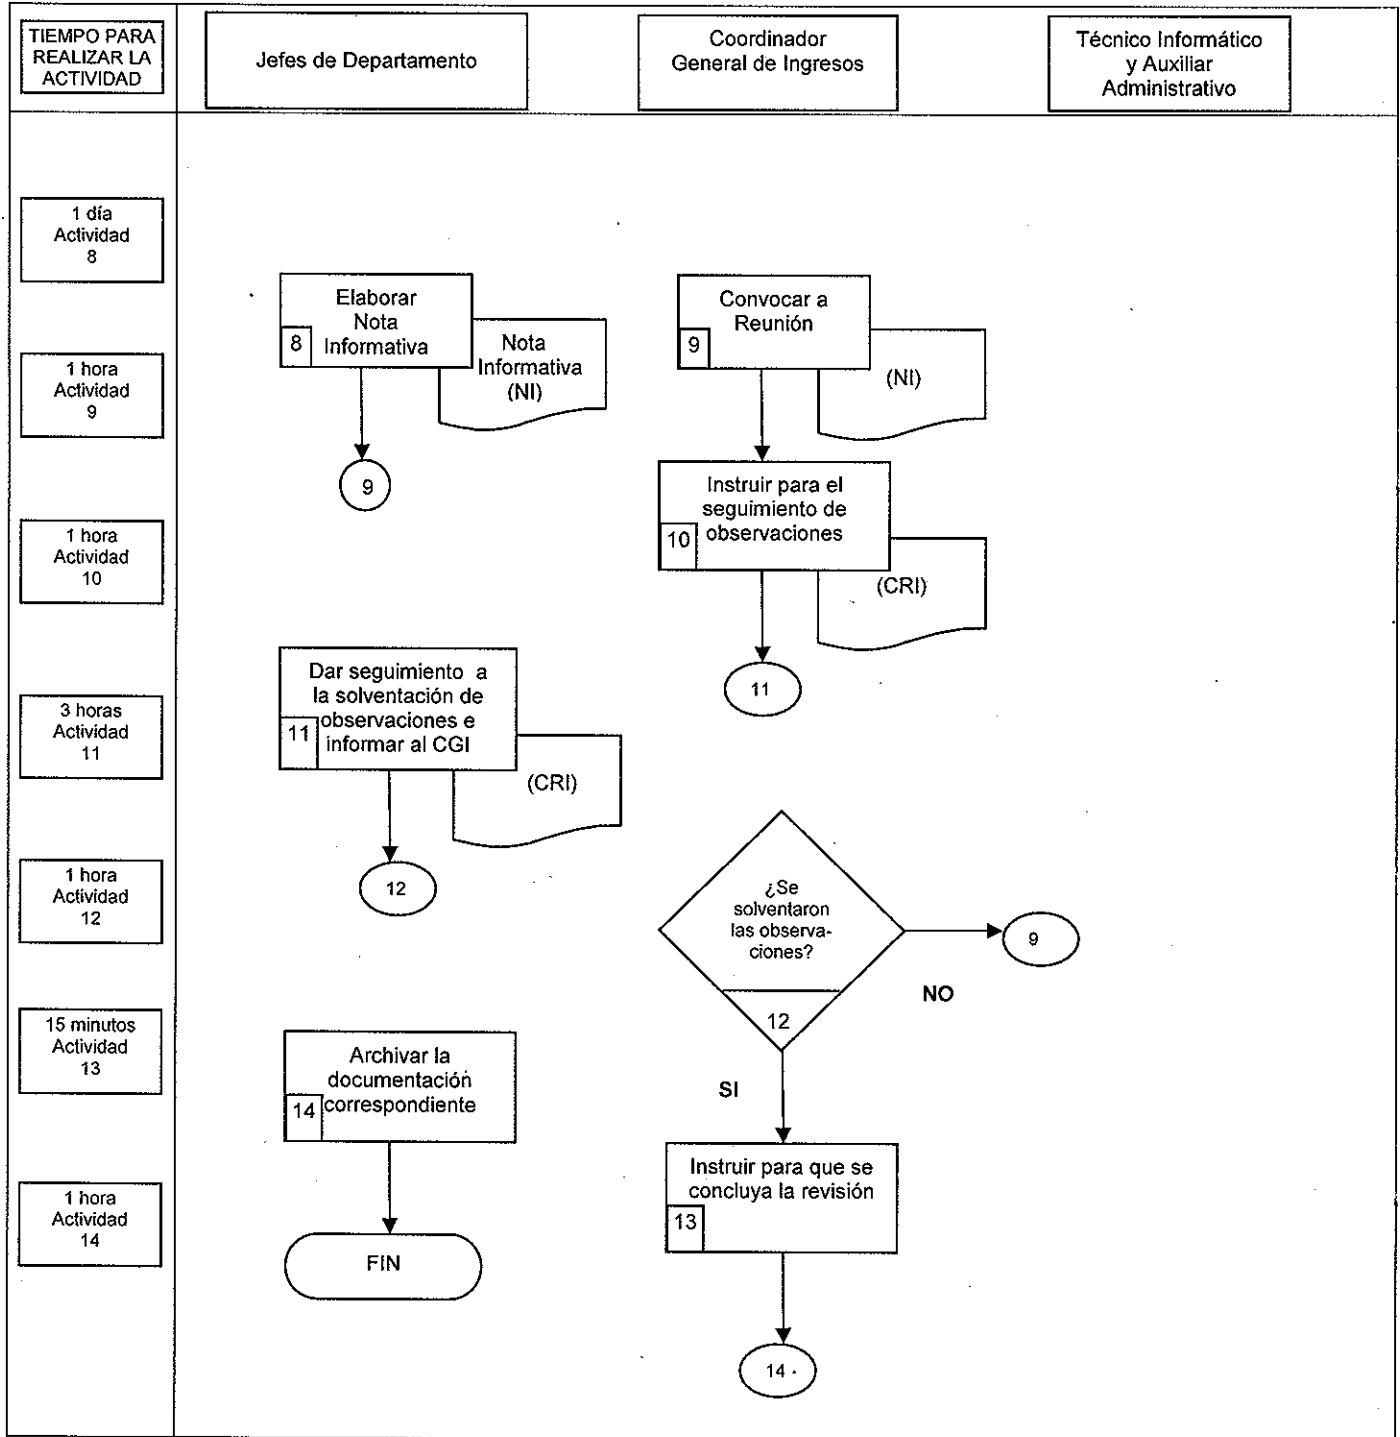 TIEMPO PARA
REALIZAR LA
ACTIVIDAD
Jefes de Departamento
Coordinador
General de Ingresos
Técnico Informático
y Auxiliar
Administrativo
1 día
Actividad
8
1 hora
Actividad
9
1 hora
Actividad
10
3 horas
Actividad
11
1 hora
Actividad
12
15 minutos
Actividad
13
1 hora
Actividad
14
Elaborar
Nota
Informativa
8
Nota
Informativa
(NI)
9
Convocar a
Reunión
9
(NI)
Instruir para el
seguimiento de
observaciones
10
(CRI)
11
Dar seguimiento a
la solventación de
observaciones e
informar al CGI
11
(CRI)
12
¿Se
solventaron
las observa-
ciones?
12
NO
9
SI
Instruir para que se
concluya la revisión
13
14
Archivar la
documentación
correspondiente
14
FIN